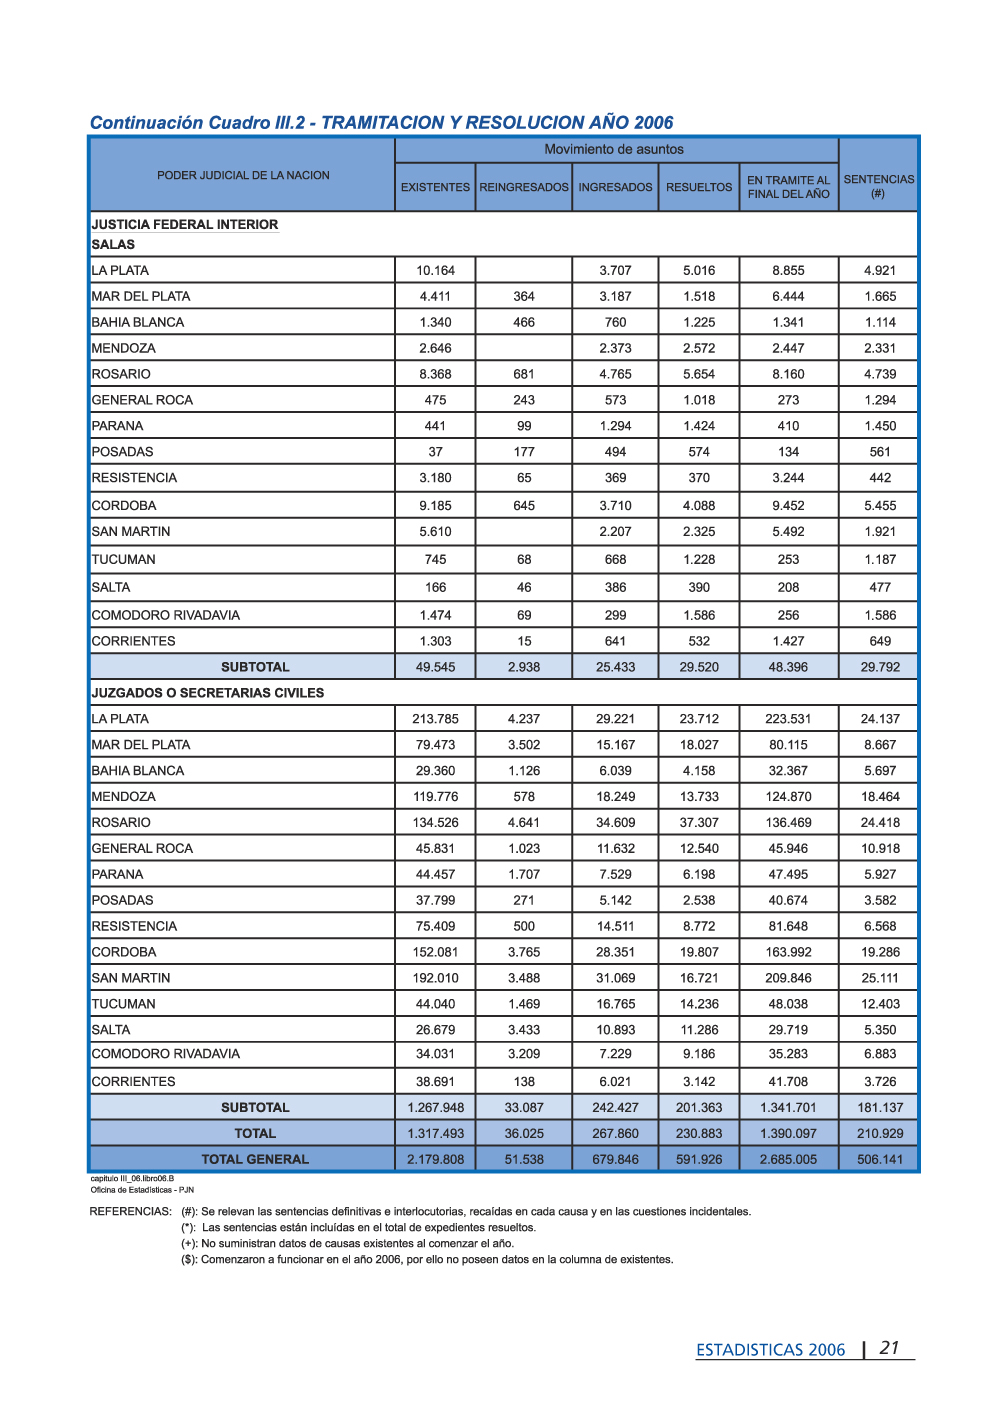 Continuación Cuadro III.2 - TRAMITACION Y RESOLUCION AÑO 2006
PODER JUDICIAL DE LA NACION
Movimiento de asuntos
EXISTENTES REINGRESADOS INGRESADOS RESUELTOS EN TRAMITE AL FINAL DEL AÑO SENTENCIAS (#)
JUSTICIA FEDERAL INTERIOR
SALAS
LA PLATA 10.164 3.707 5.016 8.855 4.921
MAR DEL PLATA 4.411 364 3.187 1.518 6.444 1.665
BAHIA BLANCA 1.340 466 760 1.225 1.341 1.114
MENDOZA 2.646 2.373 2.572 2.447 2.331
ROSARIO 8.368 681 4.765 5.654 8.160 4.739
GENERAL ROCA 475 243 573 1.018 273 1.294
PARANA 441 99 1.294 1.424 410 1.450
POSADAS 37 177 494 574 134 561
RESISTENCIA 3.180 65 369 370 3.244 442
CORDOBA 9.185 645 3.710 4.088 9.452 5.455
SAN MARTIN 5.610 2.207 2.325 5.492 1.921
TUCUMAN 745 68 668 1.228 253 1.187
SALTA 166 46 386 390 208 477
COMODORO RIVADAVIA 1.474 69 299 1.586 256 1.586
CORRIENTES 1.303 15 641 532 1.427 649
SUBTOTAL 49.545 2.938 25.433 29.520 48.396 29.792
JUZGADOS O SECRETARIAS CIVILES
LA PLATA 213.785 4.237 29.221 23.712 223.531 24.137
MAR DEL PLATA 79.473 3.502 15.167 18.027 80.115 8.667
BAHIA BLANCA 29.360 1.126 6.039 4.158 32.367 5.697
MENDOZA 119.776 578 18.249 13.733 124.870 18.464
ROSARIO 134.526 4.641 34.609 37.307 136.469 24.418
GENERAL ROCA 45.831 1.023 11.632 12.540 45.946 10.918
PARANA 44.457 1.707 7.529 6.198 47.495 5.927
POSADAS 37.799 271 5.142 2.538 40.674 3.582
RESISTENCIA 75.409 500 14.511 8.772 81.648 6.568
CORDOBA 152.081 3.765 28.351 19.807 163.992 19.286
SAN MARTIN 192.010 3.488 31.069 16.721 209.846 25.111
TUCUMAN 44.040 1.469 16.765 14.236 48.038 12.403
SALTA 26.679 3.433 10.893 11.286 29.719 5.350
COMODORO RIVADAVIA 34.031 3.209 7.229 9.186 35.283 6.883
CORRIENTES 38.691 138 6.021 3.142 41.708 3.726
SUBTOTAL 1.267.948 33.087 242.427 201.363 1.341.701 181.137
TOTAL 1.317.493 36.025 267.860 230.883 1.390.097 210.929
TOTAL GENERAL 2.179.808 51.538 679.846 591.926 2.685.005 506.141
capitulo III_06.libro06.B
Oficina de Estadísticas - PJN
REFERENCIAS: (#): Se relevan las sentencias definitivas e interlocutorias, recaídas en cada causa y en las cuestiones incidentales.
(*): Las sentencias están incluídas en el total de expedientes resueltos.
(+): No suministran datos de causas existentes al comenzar el año.
($): Comenzaron a funcionar en el año 2006, por ello no poseen datos en la columna de existentes.
ESTADISTICAS 2006 | 21